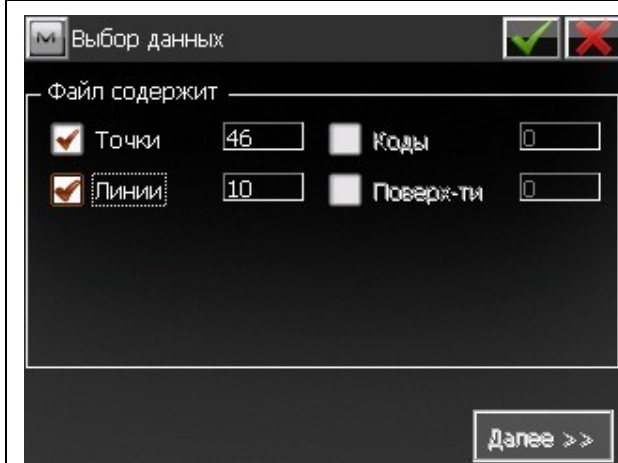 Выбор данных
Файл содержит
Точки 46 Коды 0
Линии 10 Поверх-ти 0
Далее >>